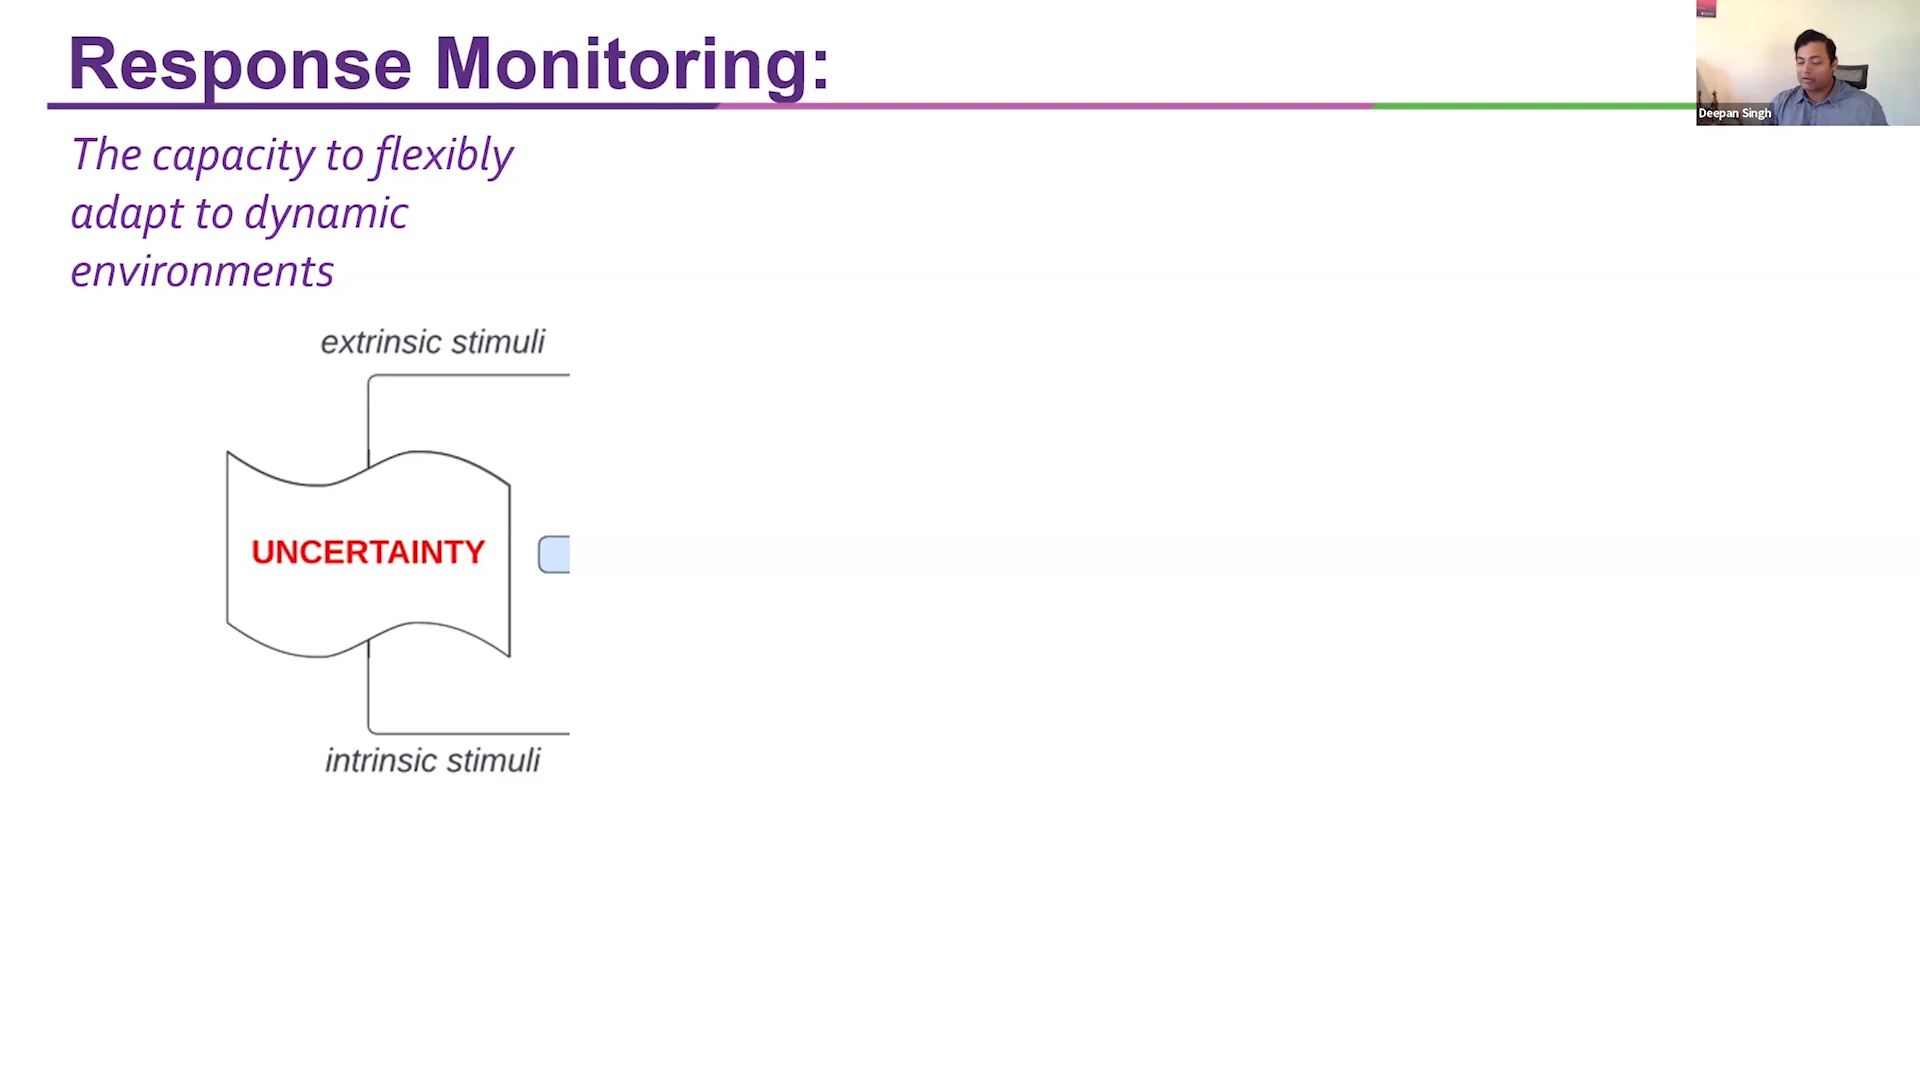 Response Monitoring:
Deepan Singh
The capacity to flexibly
adapt to dynamic
environments
extrinsic stimuli
UNCERTAINTY
intrinsic stimuli